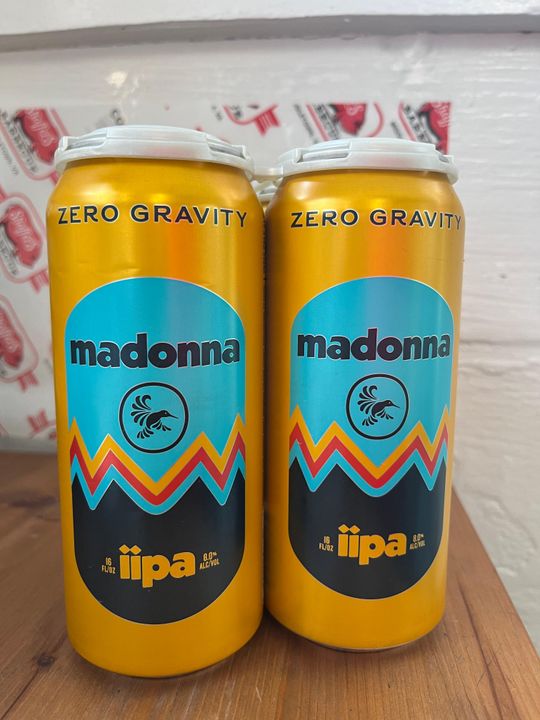 ZERO GRAVITY
madonna
16
FL/OZ
iipa
8.0%
ALC/VOL
ZERO GRAVITY
madonna
16
FL/OZ
iipa
8.0%
ALC/VOL